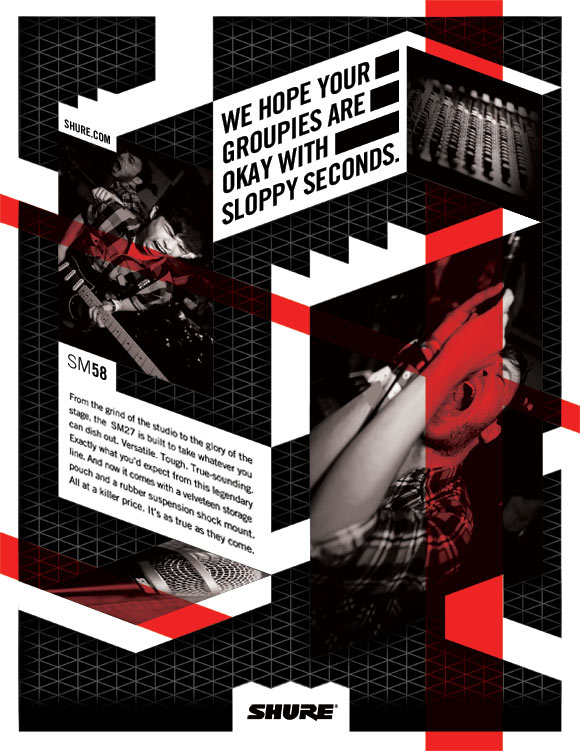 WE HOPE YOUR
GROUPIES ARE
OKAY WITH
SLOPPY SECONDS.
SHURE.COM
SM58
From the grind of the studio to the glory of the
stage, the SM27 is built to take whatever you
can dish out. Versatile. Tough. True-sounding.
Exactly what you'd expect from this legendary
line. And now it comes with a velveteen storage
pouch and a rubber suspension shock mount.
All at a killer price. It's as true as they come.
SHURE®